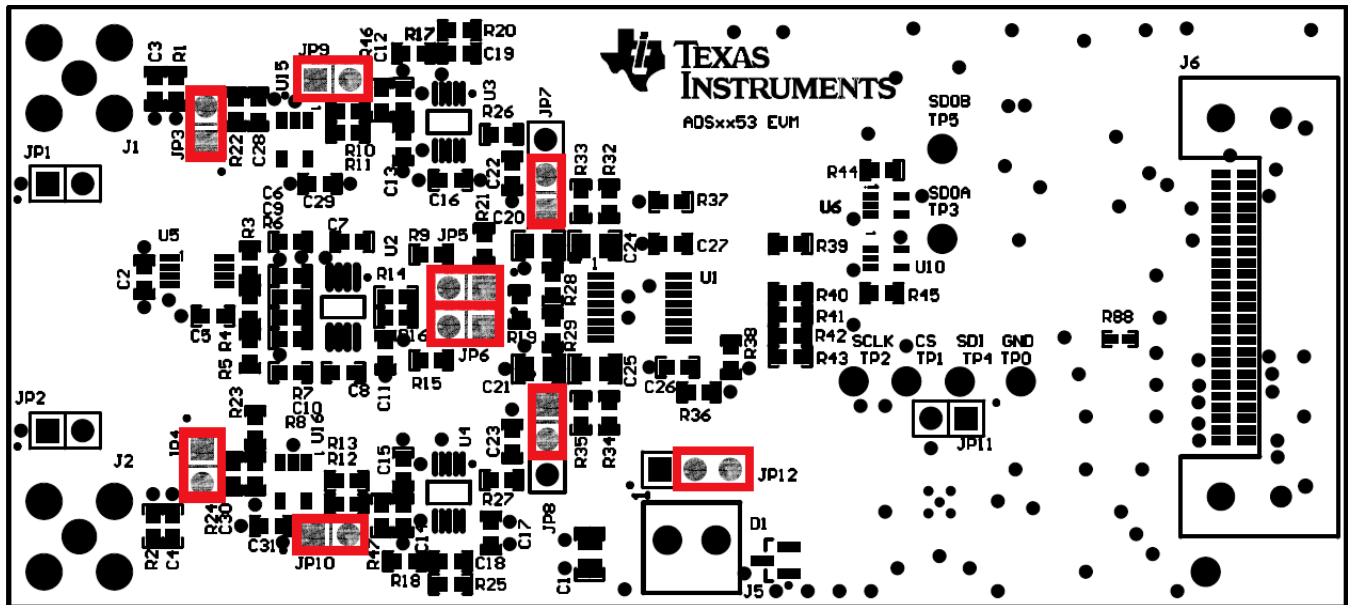 R20
C3
R1
JP9
R46
C12
R17
C19
TEXAS
INSTRUMENTS
ADSxx53 EVM
J6
U15
U3
JP7
R26
SDOB
TP5
J1
JP3
R22
C28
R10
R11
C13
C22
R33
R32
JP1
C29
C16
R21
C20
R44
U6
SDOA
TP3
R37
R3
C6
C7
U2
R9
JP5
C24
C27
R39
U10
U5
C2
R14
1
R28
U1
R40
R45
C5
R4
R16
R19
R29
R41
R42
R88
R5
JP6
R38
R43
SCLK
CS
SDI
GND
TP2
TP1
TP4
TP0
R7
C8
C11
R15
C21
C25
C26
R36
JP2
R23
C10
R8
U16
JP4
R13
R12
C15
U4
C23
R35
R34
JP11
J2
R27
JP12
1
R24
C30
C31
JP10
R47
C14
C17
JP8
D1
R2
C4
R18
C18
R25
C1
J5